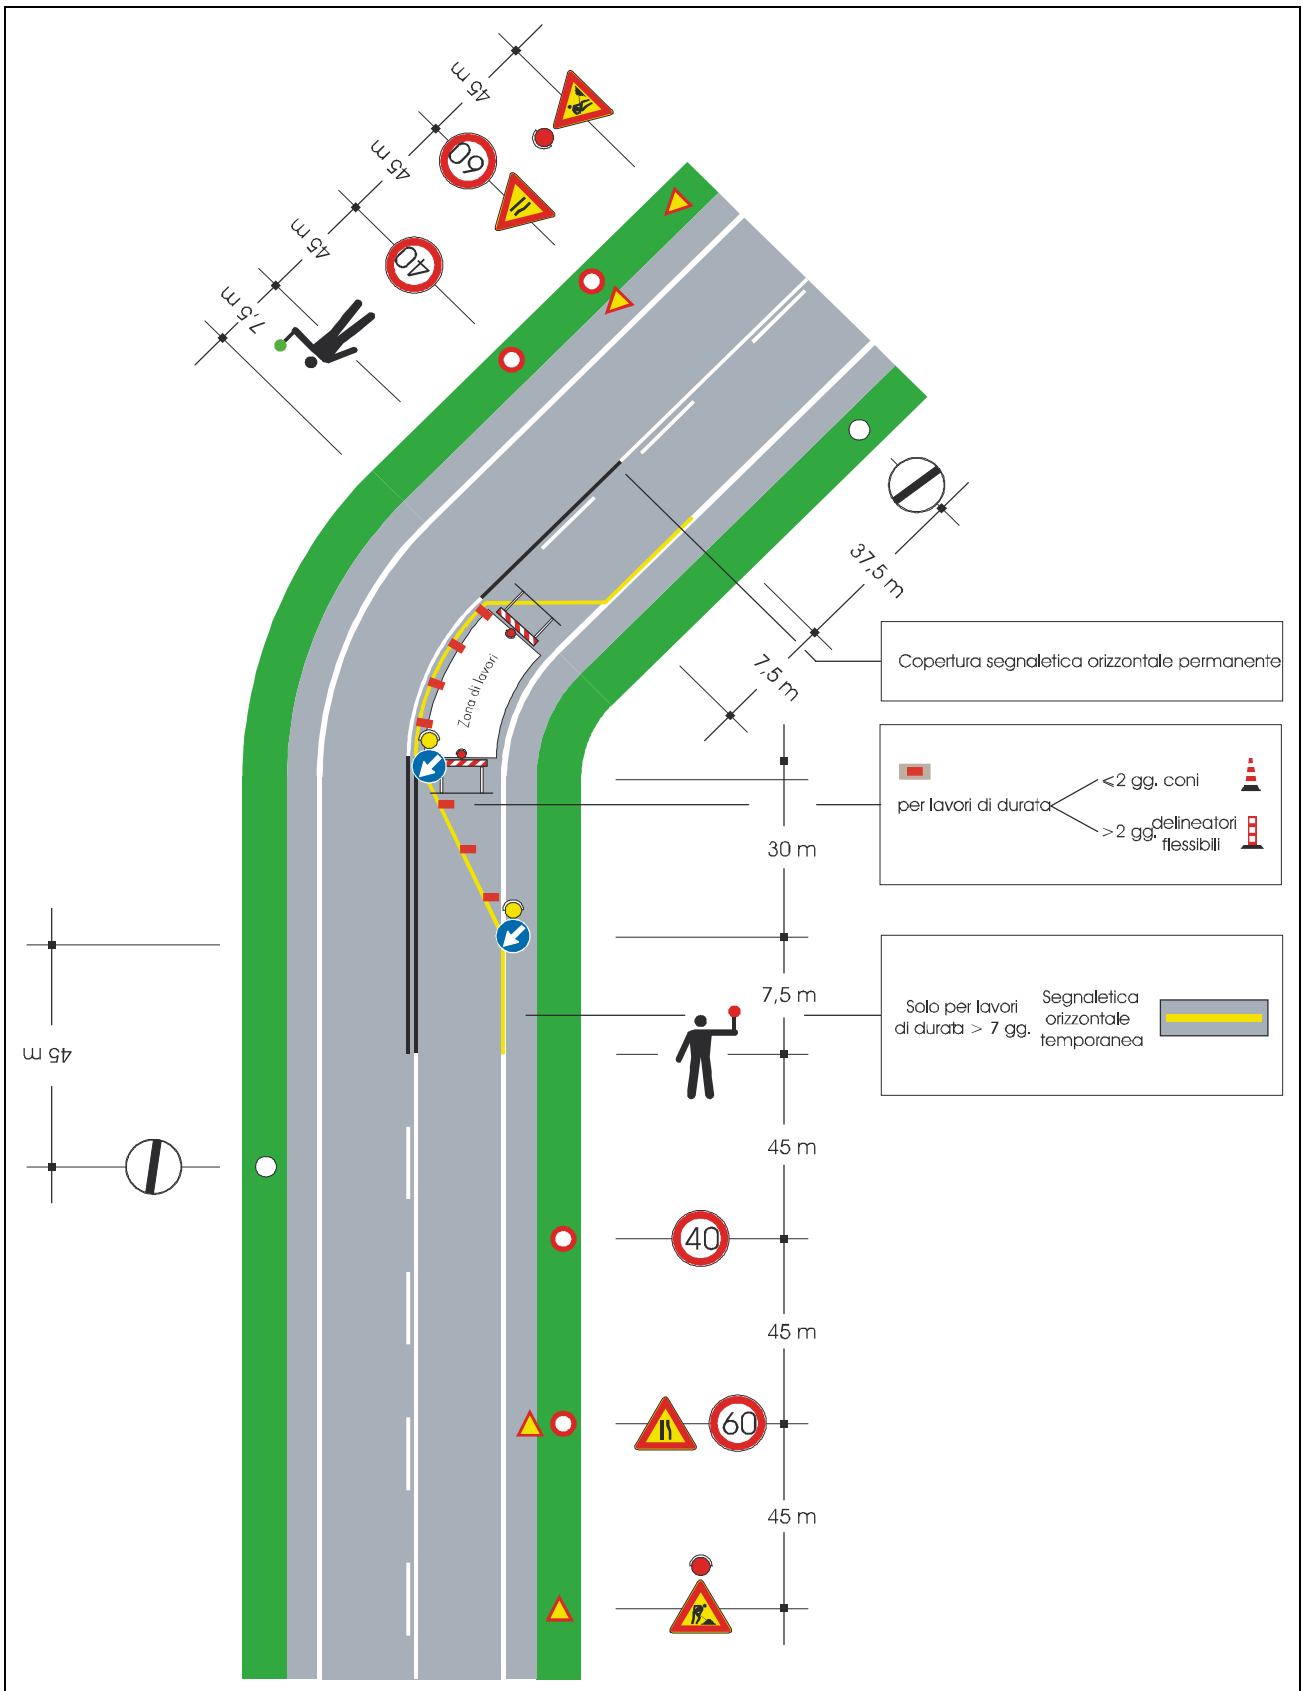 45 m
60
45 m
40
45 m
7,5 m
Zona di lavori
37,5 m
7,5 m
Copertura segnaletica orizzontale permanente
per lavori di durata
≤2 gg. coni
>2 gg. delineatori
flessibili
30 m
7,5 m
Solo per lavori
di durata > 7 gg.
Segnaletica
orizzontale
temporanea
45 m
45 m
40
45 m
60
45 m